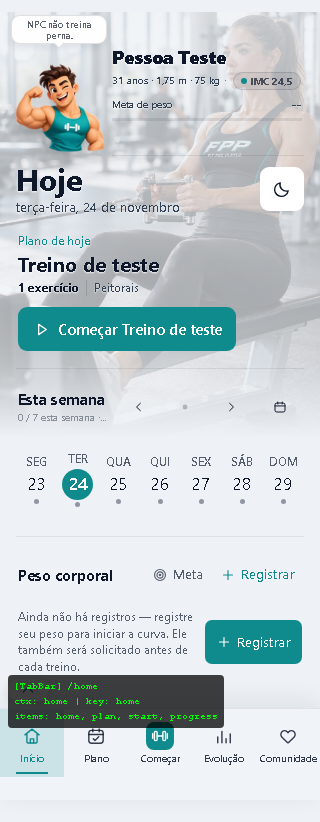 NPC não treina
perna.
Pessoa Teste
31 anos · 1,75 m · 75 kg ·
IMC 24,5
Meta de peso
--
FPP
Hoje
terça-feira, 24 de novembro
Plano de hoje
Treino de teste
1 exercício | Peitorais
Começar Treino de teste
Esta semana
0 / 7 esta semana ·...
SEG TER QUA QUI SEX SÁB DOM
23 24 25 26 27 28 29
Peso corporal
Meta
+ Registrar
Ainda não há registros — registre
seu peso para iniciar a curva. Ele
também será solicitado antes de
cada treino.
+ Registrar
[TabBar] /home
ctx: home | key: home
items: home, plan, start, progress
Início Plano Começar Evolução Comunidade